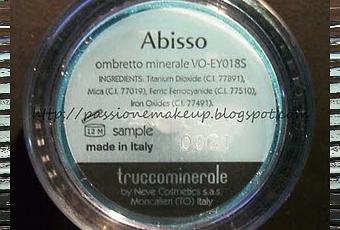 Abisso
ombretto minerale VO-EY018S
INGREDIENTS: Titanium Dioxide (C.I. 77891),
Mica (C.I. 77019), Ferric Ferrocyanide (C.I. 77510),
Iron Oxides (C.I. 77491).
http://passionemakeup.blogspot.com
12 M sample
made in Italy 0021
truccominerale
by Neve Cosmetics s.a.s.
Moncalieri (TO) Italy